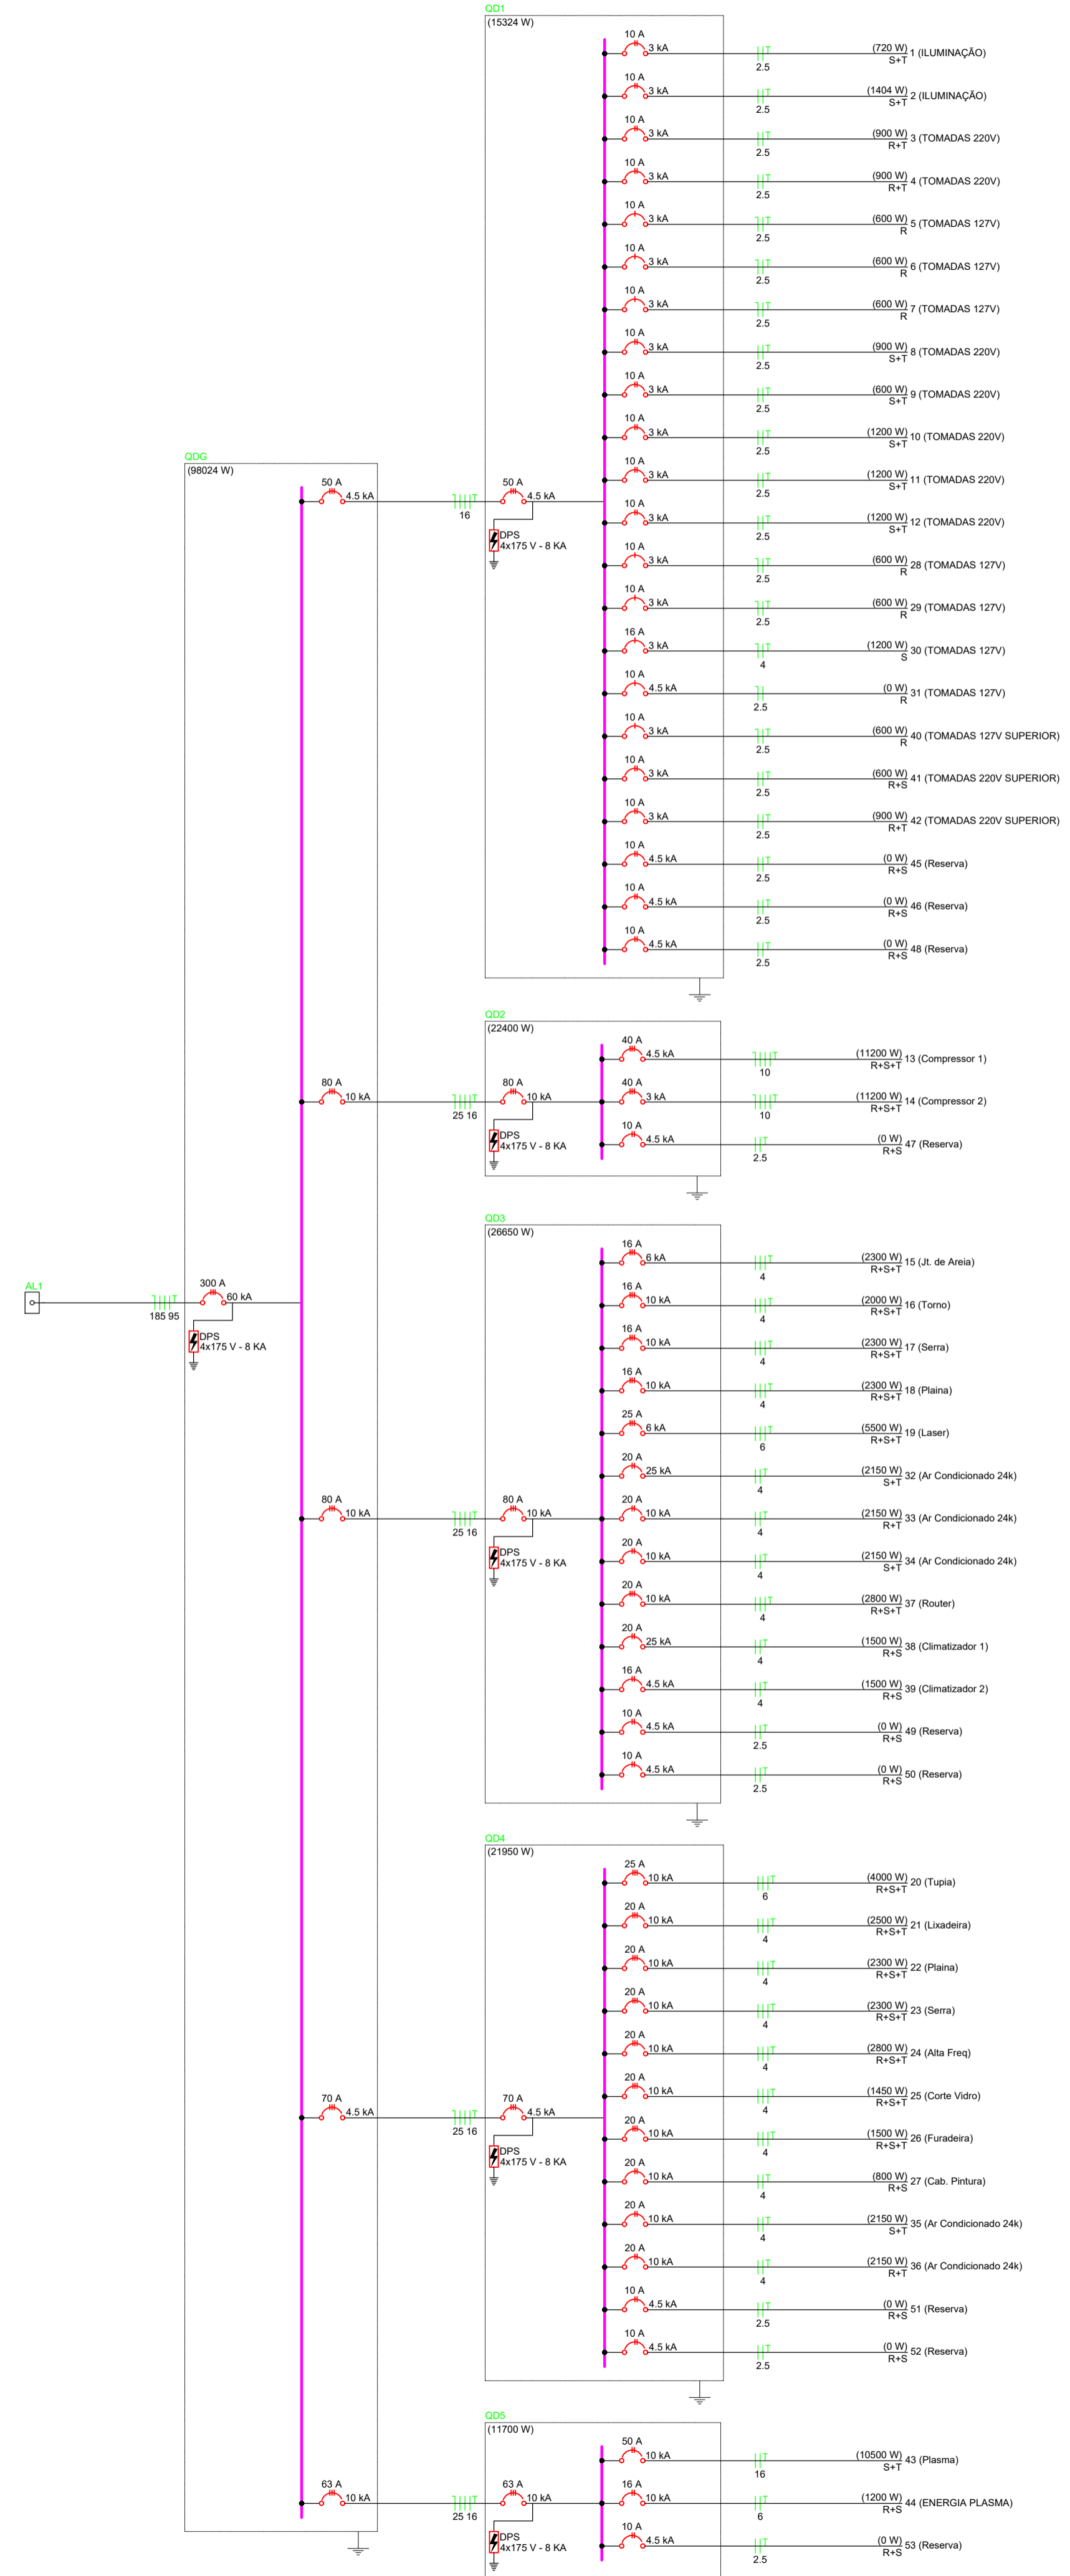 QD1
(15324 W)
10 A
3 kA
2.5
(720 W)
S+T
1 (ILUMINAÇÃO)
10 A
3 kA
2.5
(1404 W)
S+T
2 (ILUMINAÇÃO)
10 A
3 kA
2.5
(900 W)
R+T
3 (TOMADAS 220V)
10 A
3 kA
2.5
(900 W)
R+T
4 (TOMADAS 220V)
10 A
3 kA
2.5
(600 W)
R
5 (TOMADAS 127V)
10 A
3 kA
2.5
(600 W)
R
6 (TOMADAS 127V)
10 A
3 kA
2.5
(600 W)
R
7 (TOMADAS 127V)
10 A
3 kA
2.5
(900 W)
S+T
8 (TOMADAS 220V)
10 A
3 kA
2.5
(600 W)
S+T
9 (TOMADAS 220V)
10 A
3 kA
2.5
(1200 W)
S+T
10 (TOMADAS 220V)
10 A
3 kA
2.5
(1200 W)
S+T
11 (TOMADAS 220V)
10 A
3 kA
2.5
(1200 W)
S+T
12 (TOMADAS 220V)
10 A
3 kA
2.5
(600 W)
R
28 (TOMADAS 127V)
10 A
3 kA
2.5
(600 W)
R
29 (TOMADAS 127V)
16 A
3 kA
4
(1200 W)
S
30 (TOMADAS 127V)
10 A
4.5 kA
2.5
(0 W)
R
31 (TOMADAS 127V)
10 A
3 kA
2.5
(600 W)
R
40 (TOMADAS 127V SUPERIOR)
10 A
3 kA
2.5
(600 W)
R+S
41 (TOMADAS 220V SUPERIOR)
10 A
3 kA
2.5
(900 W)
R+T
42 (TOMADAS 220V SUPERIOR)
10 A
4.5 kA
2.5
(0 W)
R+S
45 (Reserva)
10 A
4.5 kA
2.5
(0 W)
R+S
46 (Reserva)
10 A
4.5 kA
2.5
(0 W)
R+S
48 (Reserva)
QDG
(98024 W)
50 A
4.5 kA
T
16
50 A
4.5 kA
DPS
4x175 V - 8 KA
QD2
(22400 W)
80 A
10 kA
T
25 16
80 A
10 kA
DPS
4x175 V - 8 KA
40 A
4.5 kA
T
10
(11200 W)
R+S+T
13 (Compressor 1)
40 A
3 kA
T
10
(11200 W)
R+S+T
14 (Compressor 2)
10 A
4.5 kA
2.5
(0 W)
R+S
47 (Reserva)
AL1
T
185 95
300 A
60 kA
DPS
4x175 V - 8 KA
QD3
(26650 W)
80 A
10 kA
T
25 16
80 A
10 kA
DPS
4x175 V - 8 KA
16 A
6 kA
4
(2300 W)
R+S+T
15 (Jt. de Areia)
16 A
10 kA
4
(2000 W)
R+S+T
16 (Torno)
16 A
10 kA
4
(2300 W)
R+S+T
17 (Serra)
16 A
10 kA
4
(2300 W)
R+S+T
18 (Plaina)
25 A
6 kA
6
(5500 W)
R+S+T
19 (Laser)
20 A
25 kA
4
(2150 W)
S+T
32 (Ar Condicionado 24k)
20 A
10 kA
4
(2150 W)
R+T
33 (Ar Condicionado 24k)
20 A
10 kA
4
(2150 W)
S+T
34 (Ar Condicionado 24k)
20 A
10 kA
4
(2800 W)
R+S+T
37 (Router)
20 A
25 kA
4
(1500 W)
R+S
38 (Climatizador 1)
16 A
4.5 kA
4
(1500 W)
R+S
39 (Climatizador 2)
10 A
4.5 kA
2.5
(0 W)
R+S
49 (Reserva)
10 A
4.5 kA
2.5
(0 W)
R+S
50 (Reserva)
QD4
(21950 W)
70 A
4.5 kA
T
25 16
70 A
4.5 kA
DPS
4x175 V - 8 KA
25 A
10 kA
6
(4000 W)
R+S+T
20 (Tupia)
20 A
10 kA
4
(2500 W)
R+S+T
21 (Lixadeira)
20 A
10 kA
4
(2300 W)
R+S+T
22 (Plaina)
20 A
10 kA
4
(2300 W)
R+S+T
23 (Serra)
20 A
10 kA
4
(2800 W)
R+S+T
24 (Alta Freq)
20 A
10 kA
4
(1450 W)
R+S+T
25 (Corte Vidro)
20 A
10 kA
4
(1500 W)
R+S+T
26 (Furadeira)
20 A
10 kA
4
(800 W)
R+S
27 (Cab. Pintura)
20 A
10 kA
4
(2150 W)
S+T
35 (Ar Condicionado 24k)
20 A
10 kA
4
(2150 W)
R+T
36 (Ar Condicionado 24k)
10 A
4.5 kA
2.5
(0 W)
R+S
51 (Reserva)
10 A
4.5 kA
2.5
(0 W)
R+S
52 (Reserva)
QD5
(11700 W)
63 A
10 kA
T
25 16
63 A
10 kA
DPS
4x175 V - 8 KA
50 A
10 kA
16
(10500 W)
S+T
43 (Plasma)
16 A
10 kA
6
(1200 W)
R+S
44 (ENERGIA PLASMA)
10 A
4.5 kA
2.5
(0 W)
R+S
53 (Reserva)